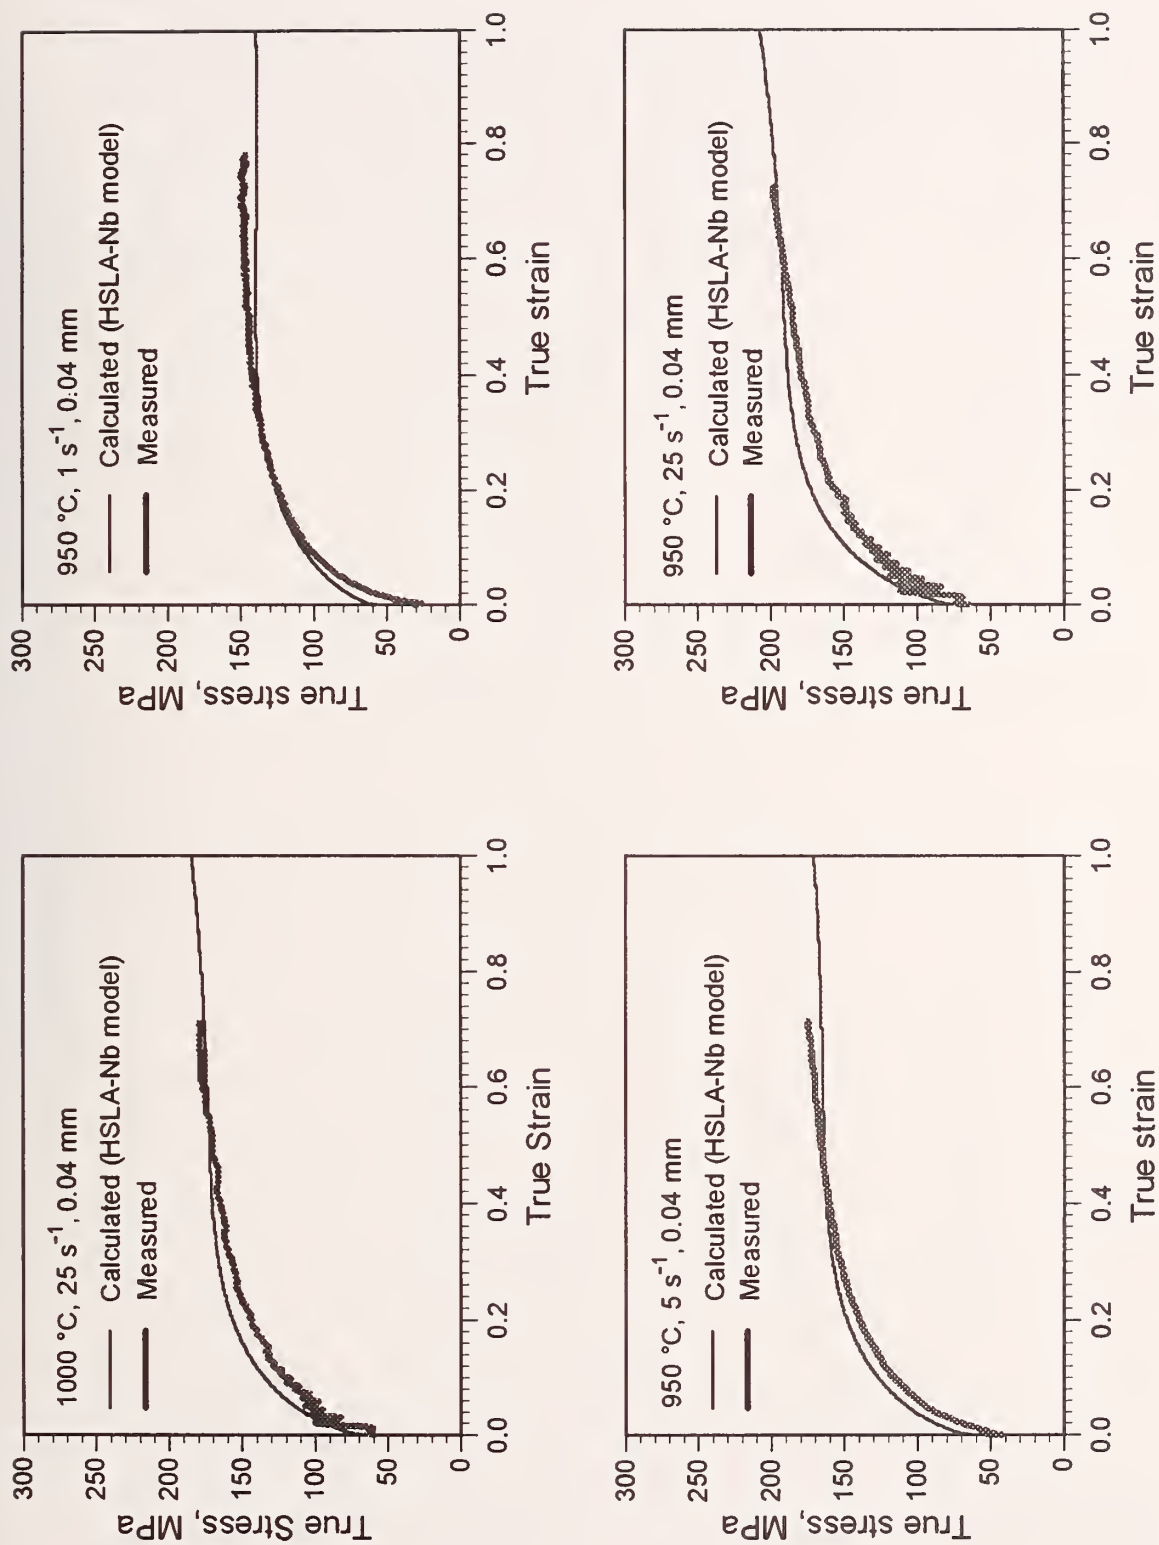 1000 °C, 25 s⁻¹, 0.04 mm
Calculated (HSLA-Nb model)
Measured
300
250
200
150
100
50
0
True Stress, MPa
0.0 0.2 0.4 0.6 0.8 1.0
True Strain
950 °C, 1 s⁻¹, 0.04 mm
Calculated (HSLA-Nb model)
Measured
300
250
200
150
100
50
0
True stress, MPa
0.0 0.2 0.4 0.6 0.8 1.0
True strain
950 °C, 5 s⁻¹, 0.04 mm
Calculated (HSLA-Nb model)
Measured
300
250
200
150
100
50
0
True stress, MPa
0.0 0.2 0.4 0.6 0.8 1.0
True strain
950 °C, 25 s⁻¹, 0.04 mm
Calculated (HSLA-Nb model)
Measured
300
250
200
150
100
50
0
True stress, MPa
0.0 0.2 0.4 0.6 0.8 1.0
True strain